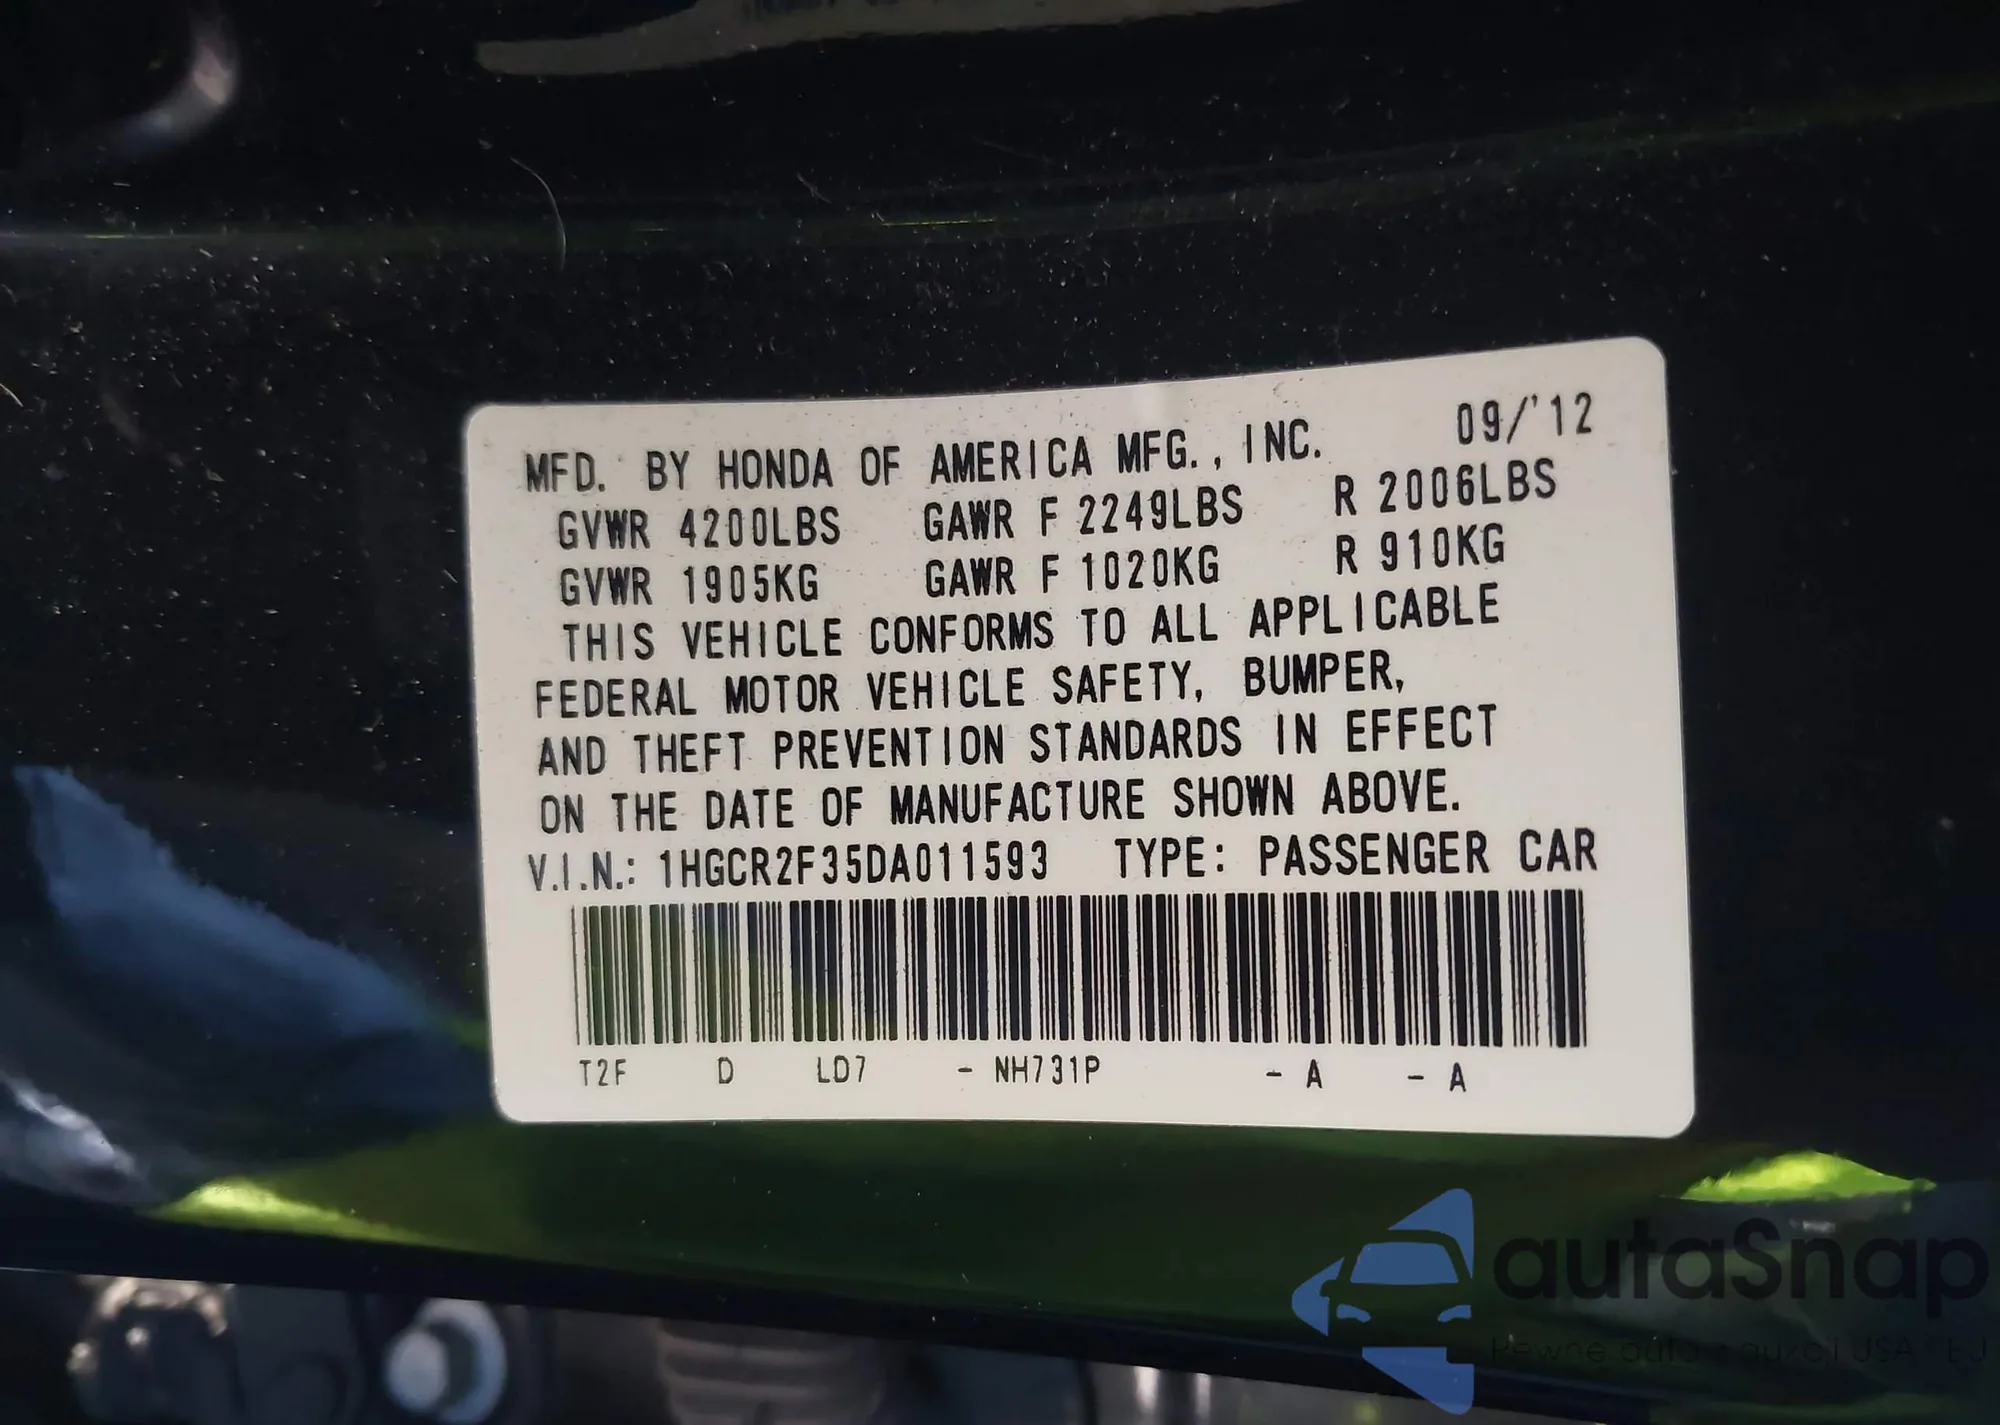 MFD. BY HONDA OF AMERICA MFG., INC. 09/'12
GVWR 4200LBS GAWR F 2249LBS R 2006LBS
GVWR 1905KG GAWR F 1020KG R 910KG
THIS VEHICLE CONFORMS TO ALL APPLICABLE
FEDERAL MOTOR VEHICLE SAFETY, BUMPER,
AND THEFT PREVENTION STANDARDS IN EFFECT
ON THE DATE OF MANUFACTURE SHOWN ABOVE.
V.I.N.: 1HGCR2F35DA011593 TYPE: PASSENGER CAR
T2F D LD7 - NH731P - A - A
autaSnap